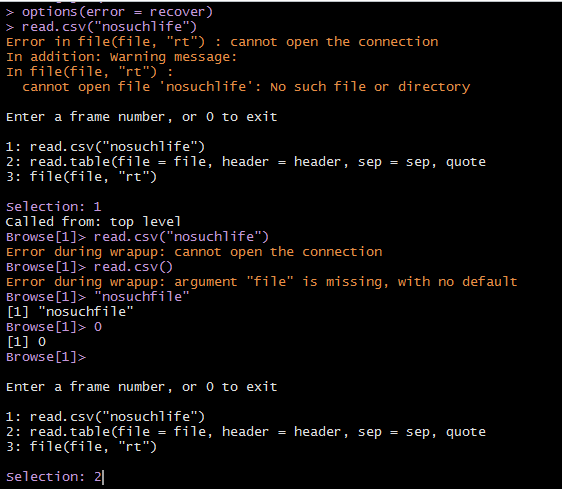 > options(error = recover)
> read.csv("nosuchlife")
Error in file(file, "rt") : cannot open the connection
In addition: Warning message:
In file(file, "rt") :
  cannot open file 'nosuchlife': No such file or directory
Enter a frame number, or 0 to exit
1: read.csv("nosuchlife")
2: read.table(file = file, header = header, sep = sep, quote
3: file(file, "rt")
Selection: 1
Called from: top level
Browse[1]> read.csv("nosuchlife")
Error during wrapup: cannot open the connection
Browse[1]> read.csv()
Error during wrapup: argument "file" is missing, with no default
Browse[1]> "nosuchfile"
[1] "nosuchfile"
Browse[1]> 0
[1] 0
Browse[1]>
Enter a frame number, or 0 to exit
1: read.csv("nosuchlife")
2: read.table(file = file, header = header, sep = sep, quote
3: file(file, "rt")
Selection: 2